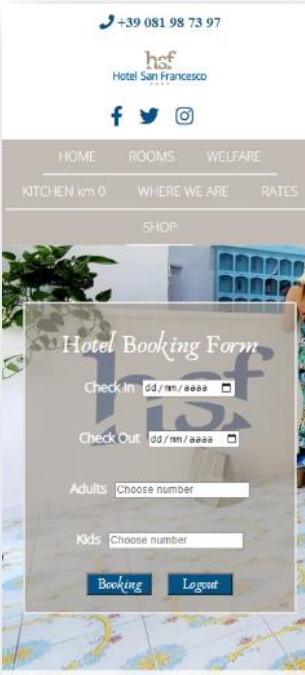 +39 081 98 73 97
hsf
Hotel San Francesco
HOME ROOMS WELFARE
KITCHEN km 0 WHERE WE ARE RATES
SHOP
hsf
Hotel Booking Form
Check In dd/mm/aaaa
Check Out dd/mm/aaaa
Adults Choose number
Kids Choose number
Booking Logout